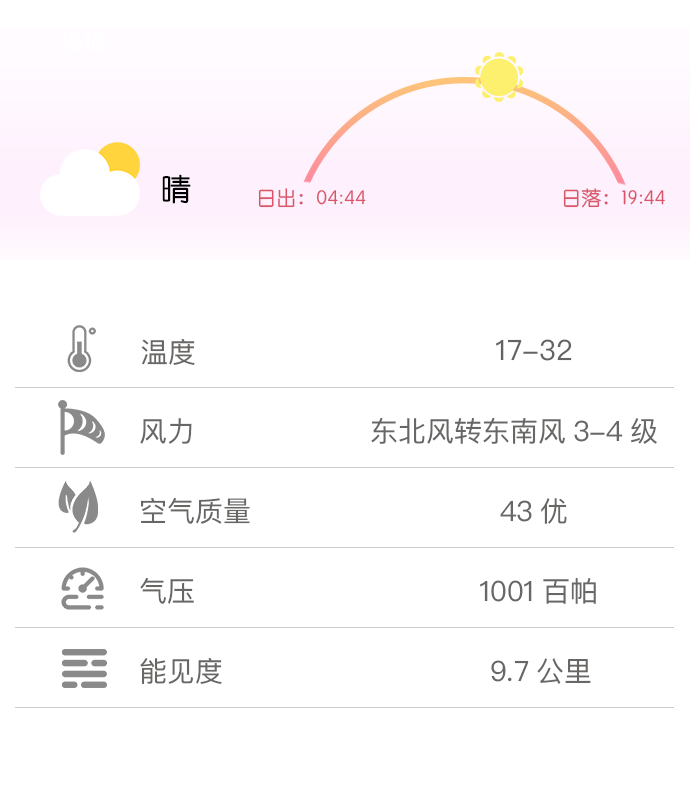 晴
日出：04:44
日落：19:44
温度 17–32
风力 东北风转东南风 3–4 级
空气质量 43 优
气压 1001 百帕
能见度 9.7 公里